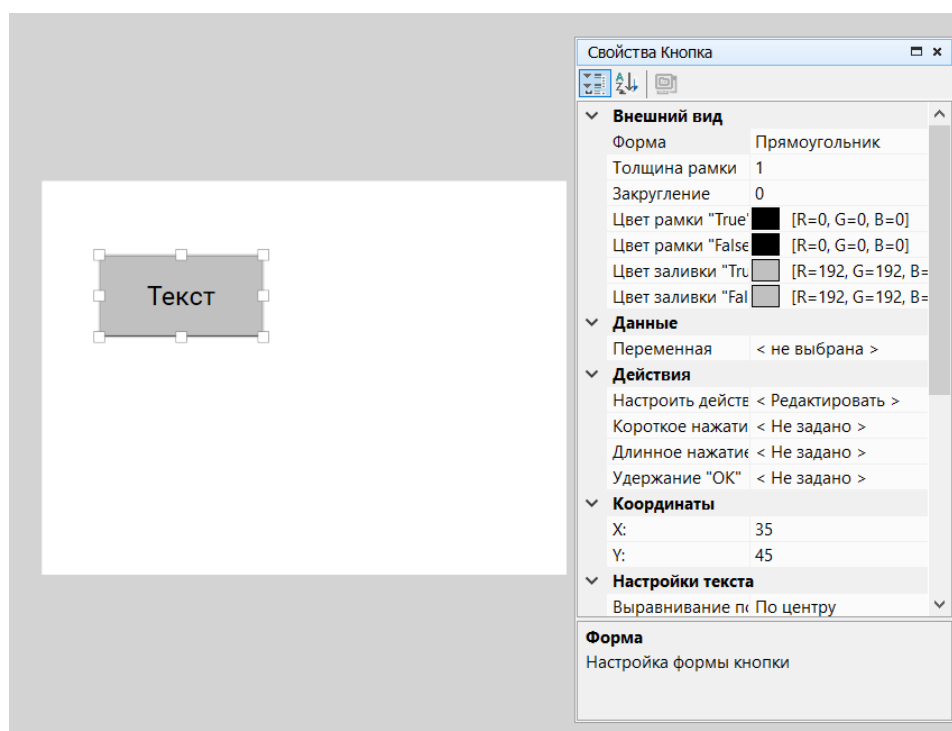 Текст
Свойства Кнопка
Внешний вид
Форма Прямоугольник
Толщина рамки 1
Закругление 0
Цвет рамки "True" [R=0, G=0, B=0]
Цвет рамки "False [R=0, G=0, B=0]
Цвет заливки "Tru [R=192, G=192, B=
Цвет заливки "Fal [R=192, G=192, B=
Данные
Переменная < не выбрана >
Действия
Настроить действ < Редактировать >
Короткое нажати < Не задано >
Длинное нажатие < Не задано >
Удержание "ОК" < Не задано >
Координаты
X: 35
Y: 45
Настройки текста
Выравнивание по По центру
Форма
Настройка формы кнопки